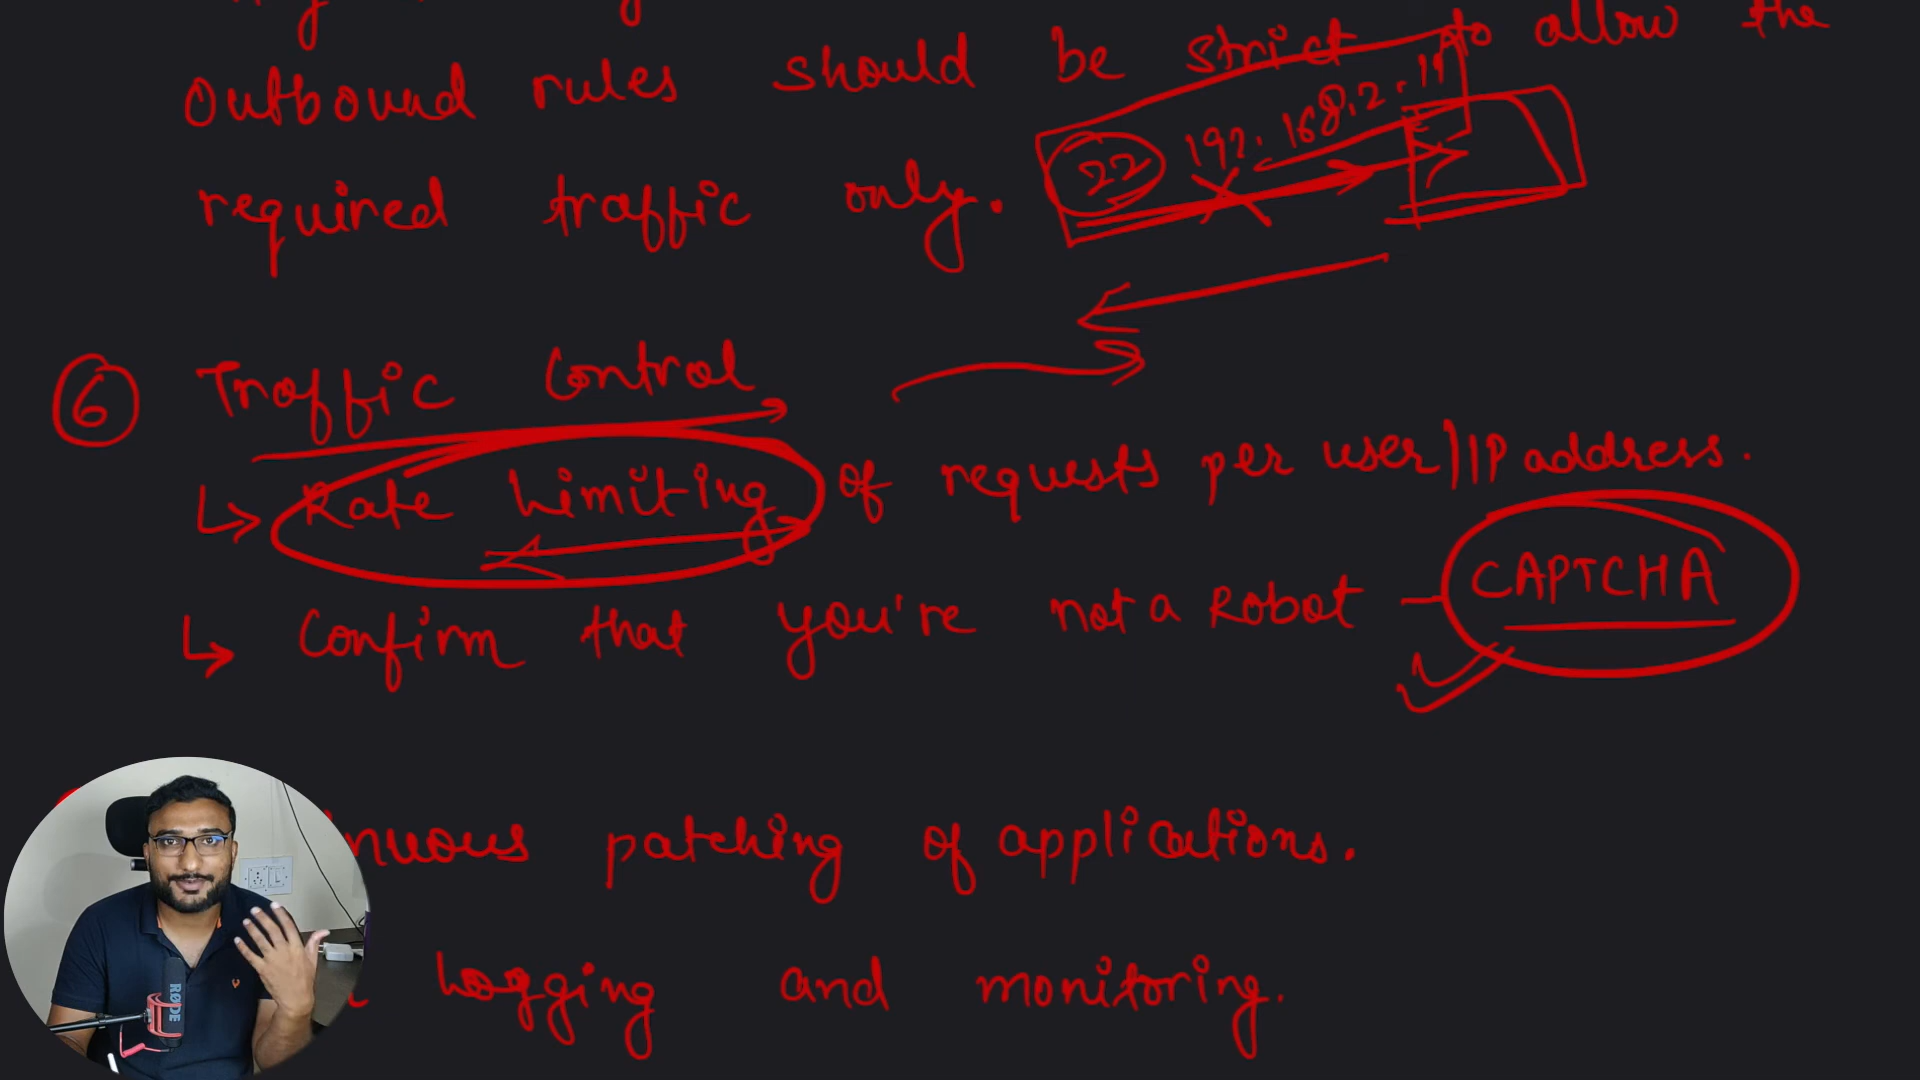 Outbound rules should be strict to allow the
required traffic only.
22 192.168.2.11
6 Traffic Control
Rate Limiting of requests per user/IP address.
Confirm that you're not a Robot - CAPTCHA
nuous patching of applications.
Logging and monitoring.
RØDE